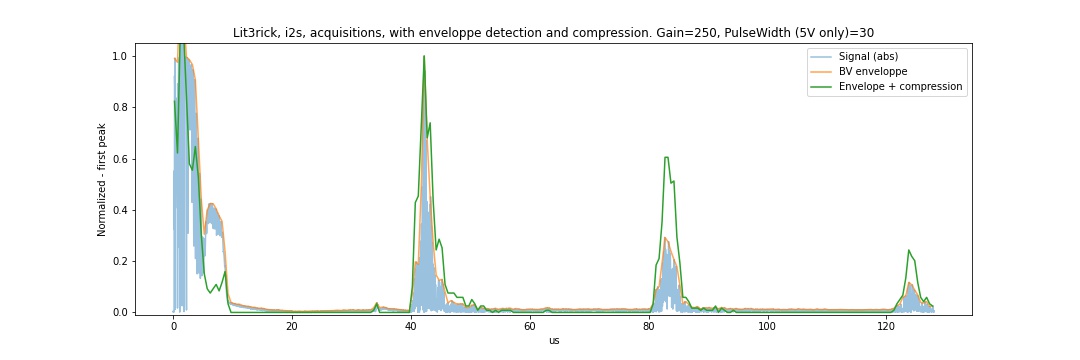 Lit3rick, i2s, acquisitions, with enveloppe detection and compression. Gain=250, PulseWidth (5V only)=30
Signal (abs)
BV enveloppe
Envelope + compression
Normalized - first peak
1.0
0.8
0.6
0.4
0.2
0.0
0 20 40 60 80 100 120
us